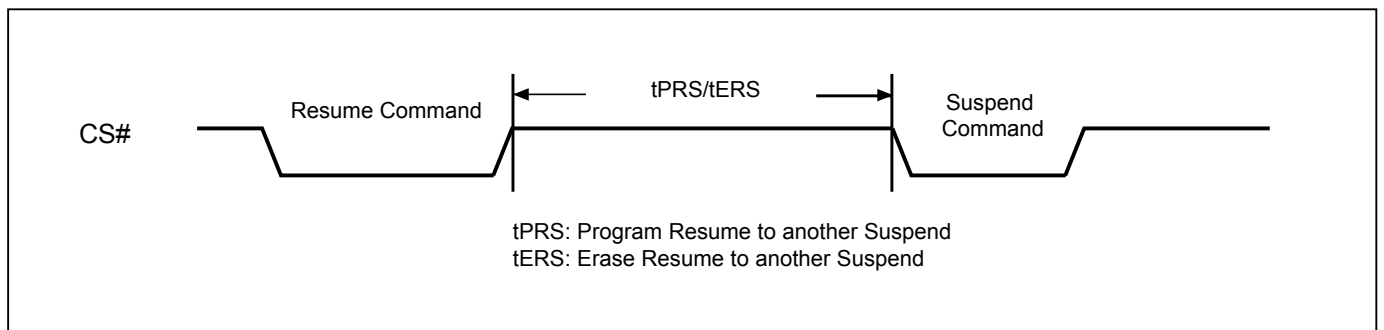 tPRS/tERS
Resume Command
Suspend
Command
CS#
tPRS: Program Resume to another Suspend
tERS: Erase Resume to another Suspend